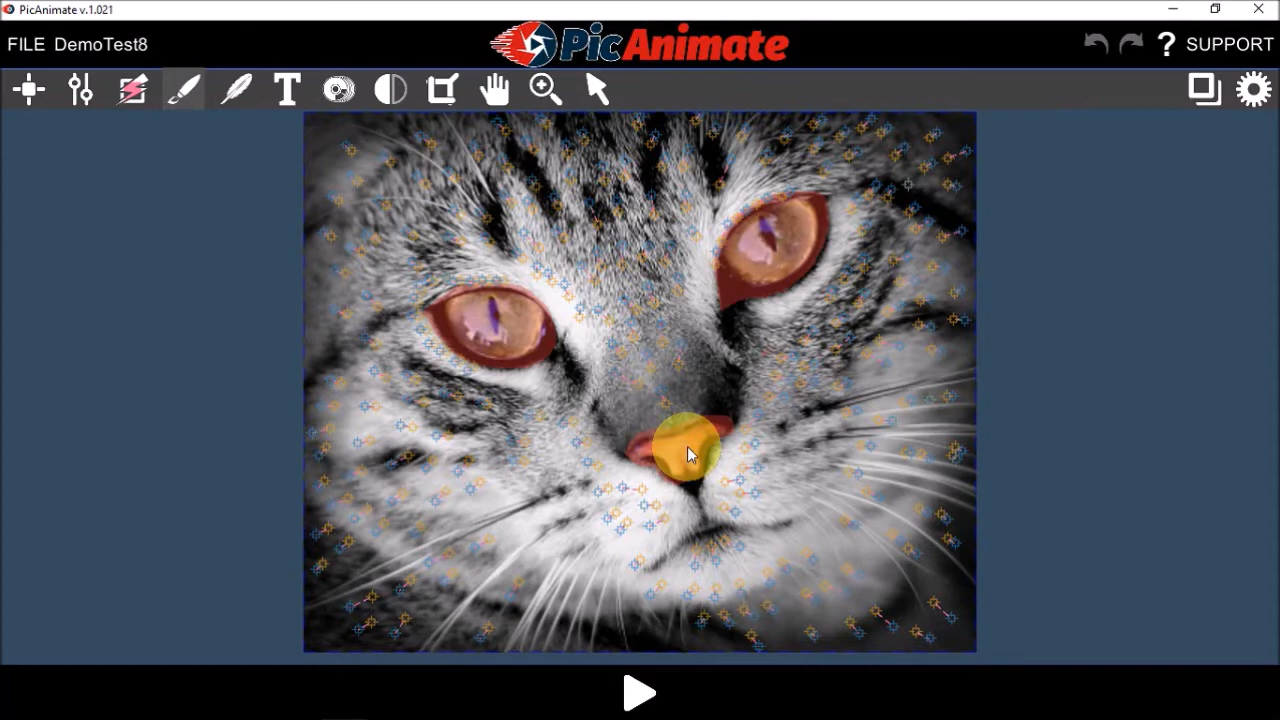 PicAnimate v.1.021
FILE DemoTest8
PicAnimate
? SUPPORT
T